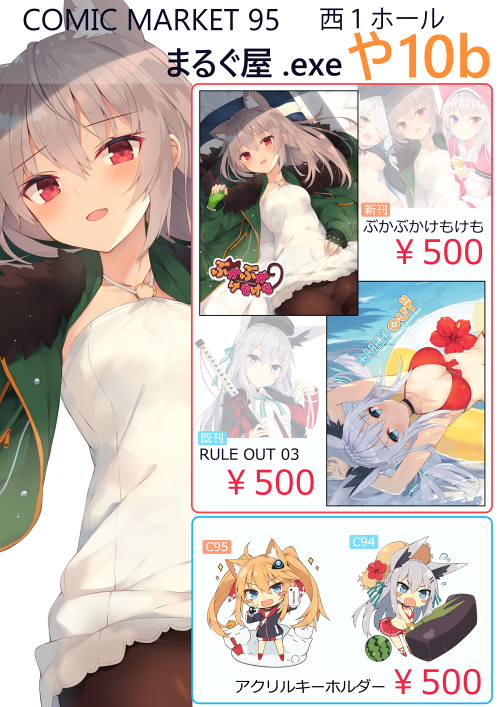 COMIC MARKET 95 西1ホール
まるぐ屋 .exe や10b
ぶかぶか
けもけも
新刊
ぶかぶかけもけも
¥500
RULE OUT
既刊
RULE OUT 03
¥500
C95
C94
アクリルキーホルダー ¥500